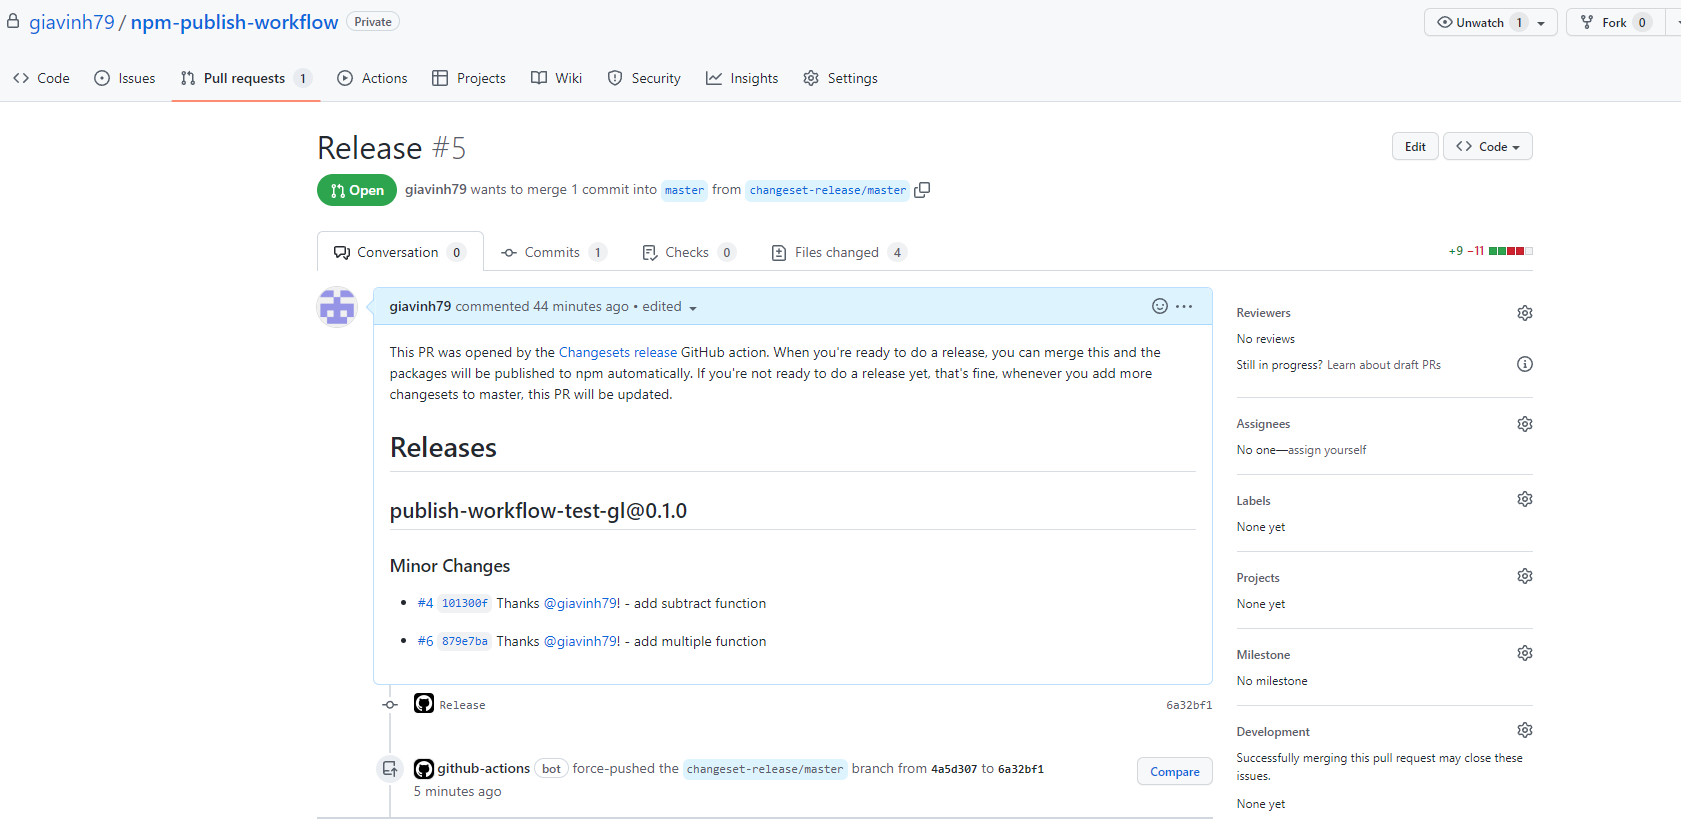 giavinh79 / npm-publish-workflow Private
Unwatch 1 Fork 0
Code Issues Pull requests 1 Actions Projects Wiki Security Insights Settings
Release #5
Edit Code
Open giavinh79 wants to merge 1 commit into master from changeset-release/master
Conversation 0 Commits 1 Checks 0 Files changed 4
+9 −11
giavinh79 commented 44 minutes ago • edited
This PR was opened by the Changesets release GitHub action. When you're ready to do a release, you can merge this and the
packages will be published to npm automatically. If you're not ready to do a release yet, that's fine, whenever you add more
changesets to master, this PR will be updated.
Releases
publish-workflow-test-gl@0.1.0
Minor Changes
• #4 101300f Thanks @giavinh79! - add subtract function
• #6 879e7ba Thanks @giavinh79! - add multiple function
Release 6a32bf1
github-actions bot force-pushed the changeset-release/master branch from 4a5d307 to 6a32bf1
5 minutes ago
Compare
Reviewers
No reviews
Still in progress? Learn about draft PRs
Assignees
No one—assign yourself
Labels
None yet
Projects
None yet
Milestone
No milestone
Development
Successfully merging this pull request may close these
issues.
None yet